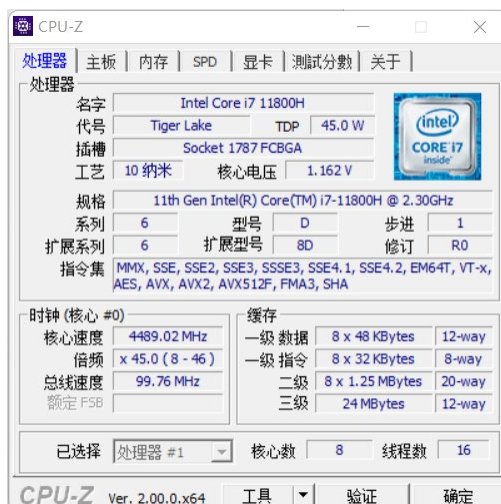 CPU-Z
处理器 主板 内存 SPD 显卡 测試分數 关于
处理器
名字 Intel Core i7 11800H
代号 Tiger Lake TDP 45.0 W
插槽 Socket 1787 FCBGA
工艺 10 纳米 核心电压 1.162 V
intel
CORE i7
inside
规格 11th Gen Intel(R) Core(TM) i7-11800H @ 2.30GHz
系列 6 型号 D 步进 1
扩展系列 6 扩展型号 8D 修订 R0
指令集 MMX, SSE, SSE2, SSE3, SSSE3, SSE4.1, SSE4.2, EM64T, VT-x,
AES, AVX, AVX2, AVX512F, FMA3, SHA
时钟 (核心 #0)
核心速度 4489.02 MHz
倍频 x 45.0 ( 8 - 46 )
总线速度 99.76 MHz
额定 FSB
缓存
一级 数据 8 x 48 KBytes 12-way
一级 指令 8 x 32 KBytes 8-way
二级 8 x 1.25 MBytes 20-way
三级 24 MBytes 12-way
已选择 处理器 #1 核心数 8 线程数 16
CPU-Z Ver. 2.00.0.x64 工具 验证 确定